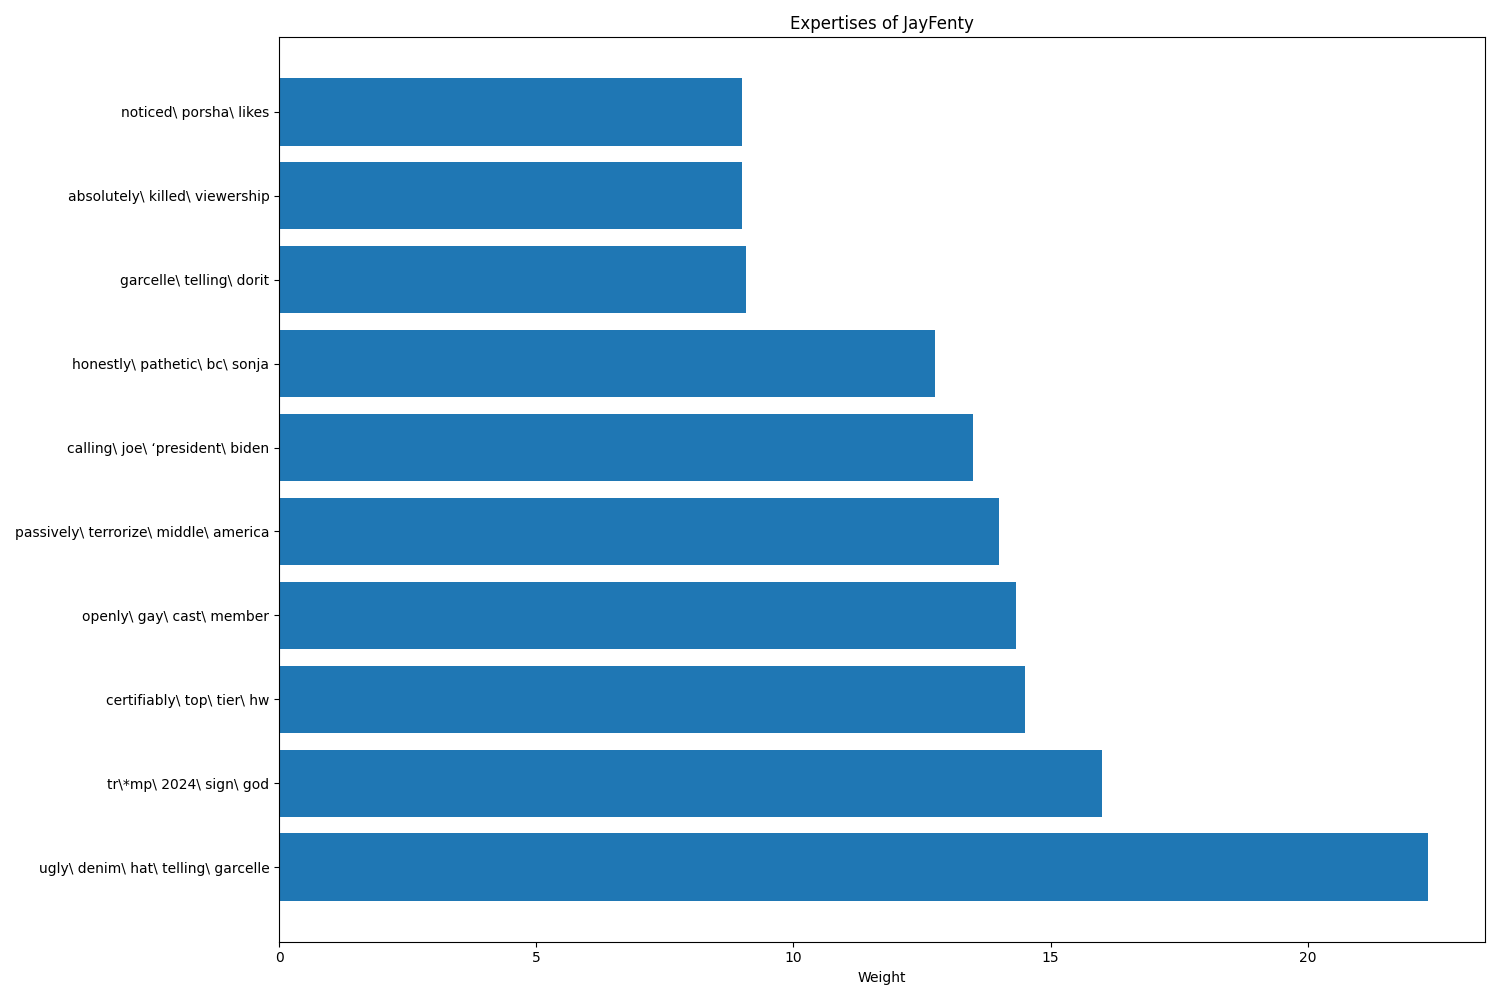 Expertises of JayFenty
noticed\ porsha\ likes
absolutely\ killed\ viewership
garcelle\ telling\ dorit
honestly\ pathetic\ bc\ sonja
calling\ joe\ ‘president\ biden
passively\ terrorize\ middle\ america
openly\ gay\ cast\ member
certifiably\ top\ tier\ hw
tr\*mp\ 2024\ sign\ god
ugly\ denim\ hat\ telling\ garcelle
0 5 10 15 20
Weight